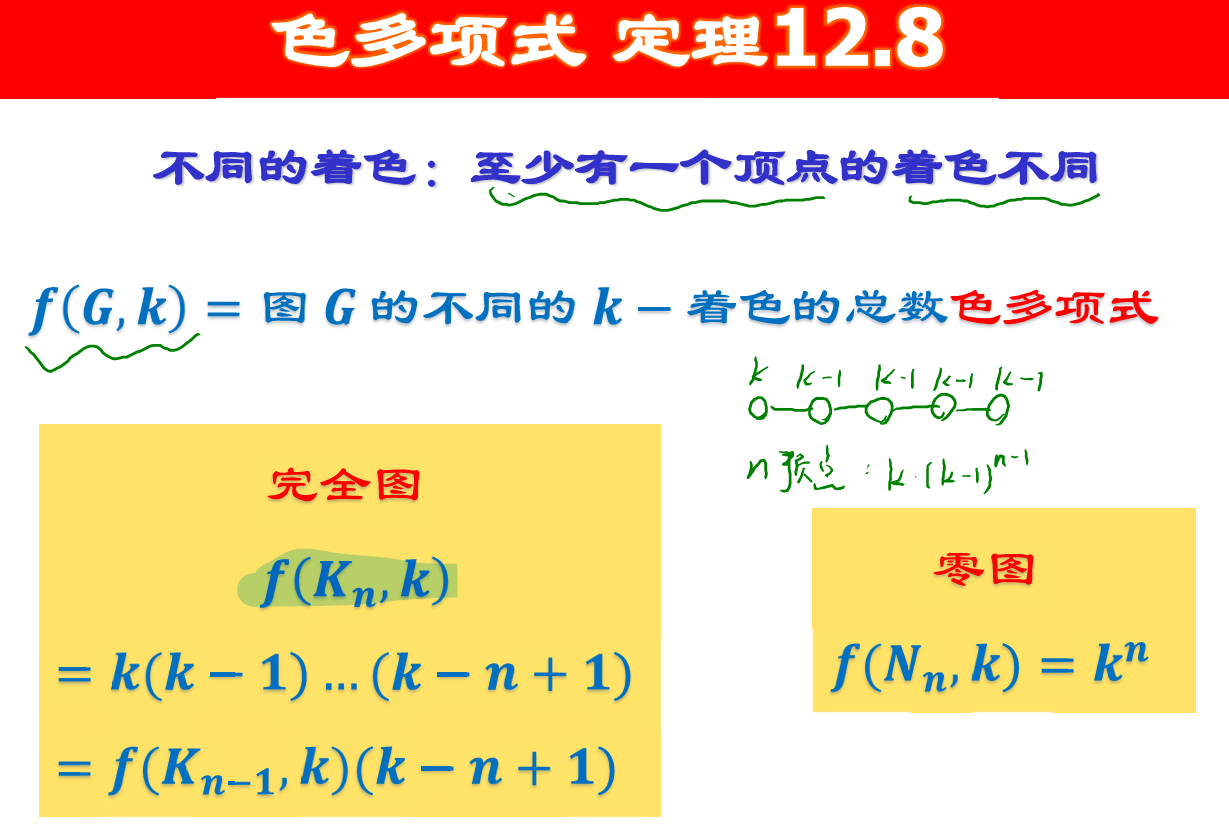 色多项式 定理12.8
不同的着色：至少有一个顶点的着色不同
f(G, k) = 图 G 的不同的 k − 着色的总数色多项式
k k-1 k-1 k-1 k-1
n 顶点：k·(k-1)^{n-1}
完全图
f(K_n, k)
= k(k − 1) … (k − n + 1)
= f(K_{n−1}, k)(k − n + 1)
零图
f(N_n, k) = k^n